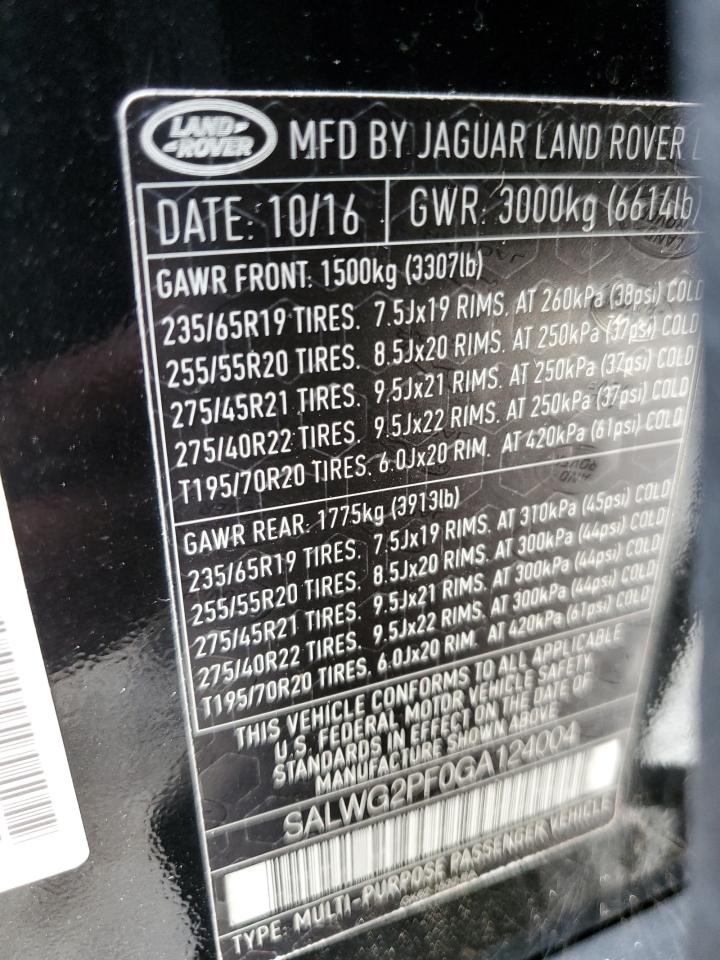 LAND ROVER
MFD BY JAGUAR LAND ROVER
DATE: 10/16 GWR: 3000kg (6614lb)
GAWR FRONT: 1500kg (3307lb)
235/65R19 TIRES. 7.5Jx19 RIMS. AT 260kPa (38psi) COLD
255/55R20 TIRES. 8.5Jx20 RIMS. AT 250kPa (37psi) COLD
275/45R21 TIRES. 9.5Jx21 RIMS. AT 250kPa (37psi) COLD
275/40R22 TIRES. 9.5Jx22 RIMS. AT 250kPa (37psi) COLD
T195/70R20 TIRES. 6.0Jx20 RIM. AT 420kPa (61psi) COLD
GAWR REAR: 1775kg (3913lb)
235/65R19 TIRES. 7.5Jx19 RIMS. AT 310kPa (45psi) COLD
255/55R20 TIRES. 8.5Jx20 RIMS. AT 300kPa (44psi) COLD
275/45R21 TIRES. 9.5Jx21 RIMS. AT 300kPa (44psi) COLD
275/40R22 TIRES. 9.5Jx22 RIMS. AT 300kPa (44psi) COLD
T195/70R20 TIRES. 6.0Jx20 RIM. AT 420kPa (61psi) COLD
THIS VEHICLE CONFORMS TO ALL APPLICABLE
U.S. FEDERAL MOTOR VEHICLE SAFETY
STANDARDS IN EFFECT ON THE DATE OF
MANUFACTURE SHOWN ABOVE
SALWG2PF0GA124004
TYPE: MULTI-PURPOSE PASSENGER VEHICLE